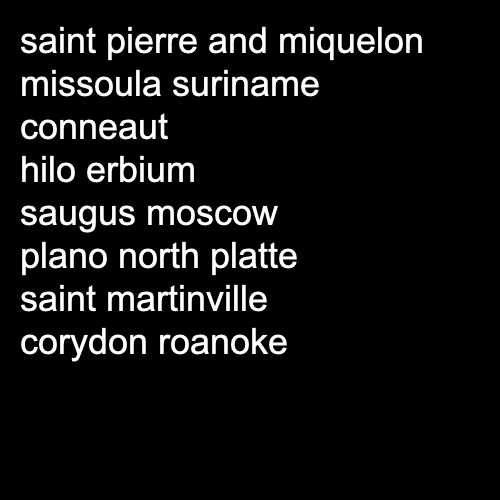 saint pierre and miquelon
missoula suriname
conneaut
hilo erbium
saugus moscow
plano north platte
saint martinville
corydon roanoke